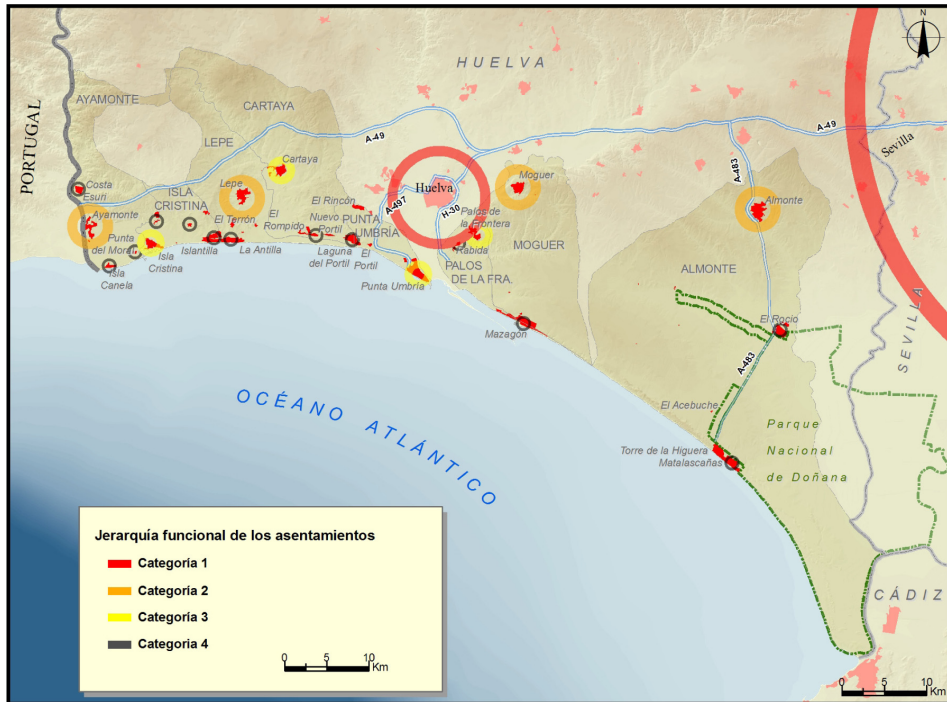 N
HUELVA
PORTUGAL
AYAMONTE
CARTAYA
LEPE
A-49
A-49
A-483
Sevilla
SEVILLA
Cartaya
Costa
Esuri
ISLA
CRISTINA
Lepe
Huelva
A-497
H-30
Moguer
Almonte
Ayamonte
Punta
del Moral
El Terrón
El
Rompido
El Rincón
Nuevo
Portil
PUNTA
UMBRÍA
Palos de
la Frontera
Rábida
MOGUER
Isla
Cristina
Islantilla
La Antilla
Laguna
del Portil
El
Portil
PALOS
DE LA FRA.
ALMONTE
Isla
Canela
Punta Umbría
Mazagón
El Rocío
A-483
OCÉANO ATLÁNTICO
El Acebuche
Parque
Nacional
de Doñana
Torre de la Higuera
Matalascañas
CÁDIZ
Jerarquía funcional de los asentamientos
Categoría 1
Categoría 2
Categoría 3
Categoría 4
0 5 10
Km
0 5 10
Km